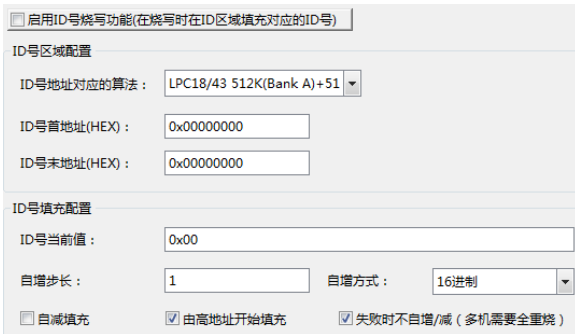 启用ID号烧写功能(在烧写时在ID区域填充对应的ID号)
ID号区域配置
ID号地址对应的算法： LPC18/43 512K(Bank A)+51
ID号首地址(HEX)： 0x00000000
ID号末地址(HEX)： 0x00000000
ID号填充配置
ID号当前值： 0x00
自增步长： 1 自增方式： 16进制
自减填充 由高地址开始填充 失败时不自增/减（多机需要全重烧）